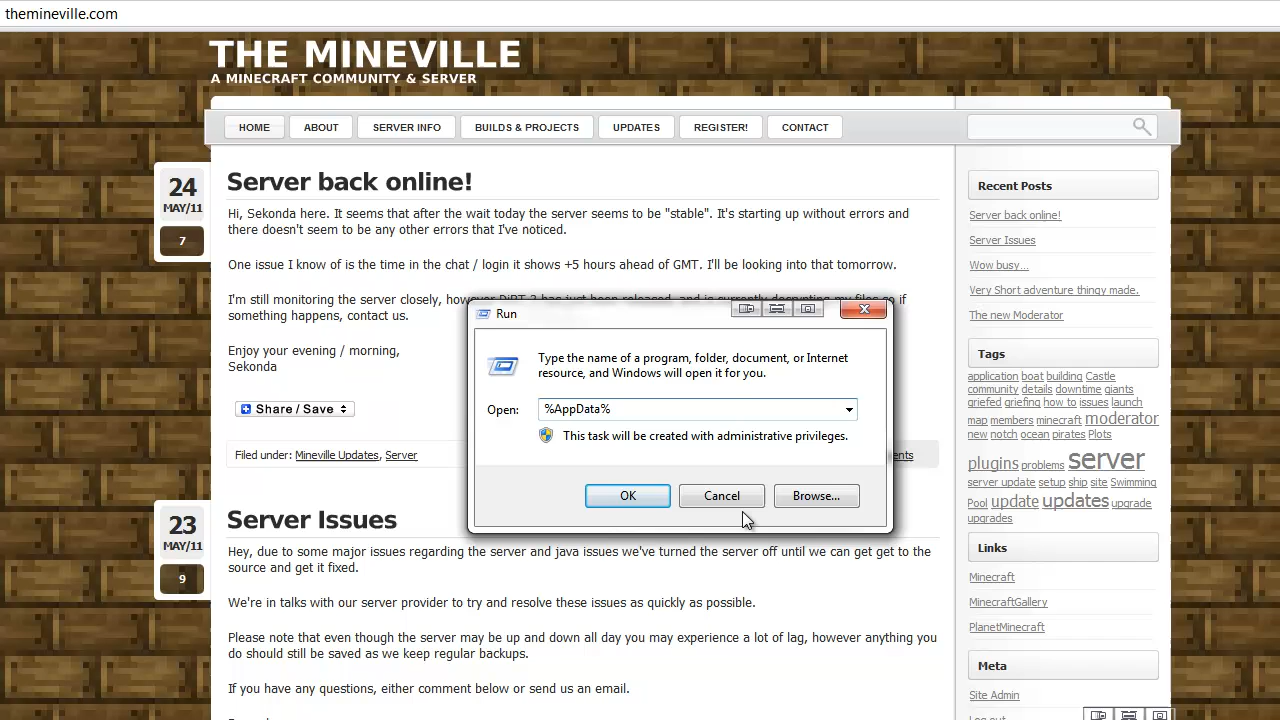 themineville.com
THE MINEVILLE
A MINECRAFT COMMUNITY & SERVER
HOME
ABOUT
SERVER INFO
BUILDS & PROJECTS
UPDATES
REGISTER!
CONTACT
24
MAY/11
7
Server back online!
Hi, Sekonda here. It seems that after the wait today the server seems to be "stable". It's starting up without errors and
there doesn't seem to be any other errors that I've noticed.
One issue I know of is the time in the chat / login it shows +5 hours ahead of GMT. I'll be looking into that tomorrow.
I'm still monitoring the server closely, however DiRT 3 has just been released, and is currently decrypting my files so if
something happens, contact us.
Enjoy your evening / morning,
Sekonda
Share / Save
Filed under: Mineville Updates, Server
Run
Type the name of a program, folder, document, or Internet
resource, and Windows will open it for you.
Open:
%AppData%
This task will be created with administrative privileges.
OK
Cancel
Browse...
23
MAY/11
9
Server Issues
Hey, due to some major issues regarding the server and java issues we've turned the server off until we can get get to the
source and get it fixed.
We're in talks with our server provider to try and resolve these issues as quickly as possible.
Please note that even though the server may be up and down all day you may experience a lot of lag, however anything you
do should still be saved as we keep regular backups.
If you have any questions, either comment below or send us an email.
Recent Posts
Server back online!
Server Issues
Wow busy...
Very Short adventure thingy made.
The new Moderator
Tags
application boat building Castle
community details downtime giants
griefed griefing how to issues launch
map members minecraft moderator
new notch ocean pirates Plots
plugins problems server
server update setup ship site Swimming
Pool update updates upgrade
upgrades
Links
Minecraft
MinecraftGallery
PlanetMinecraft
Meta
Site Admin